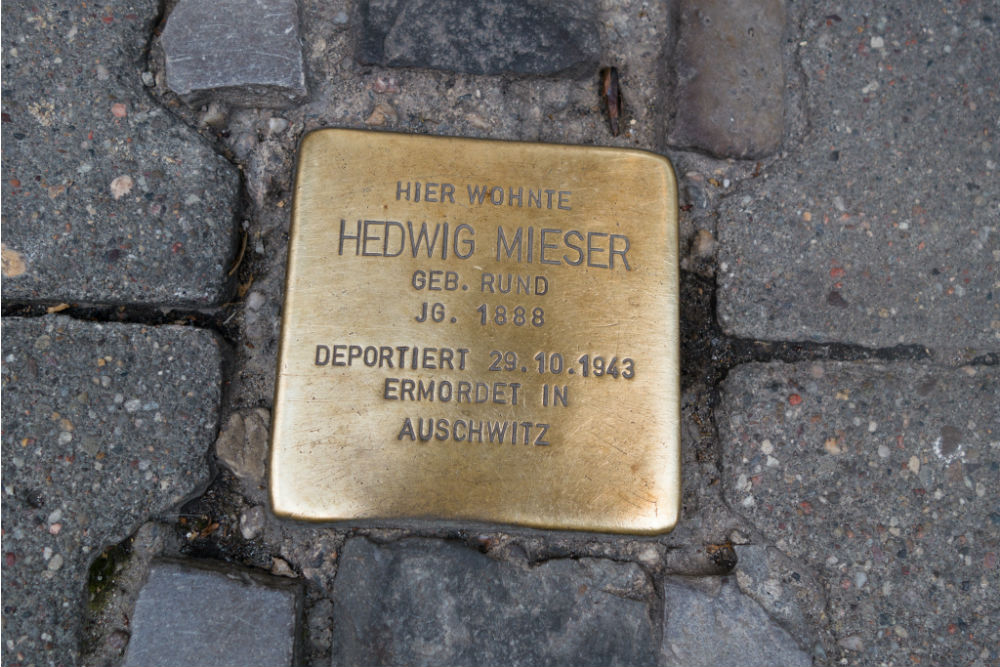 HIER WOHNTE
HEDWIG MIESER
GEB. RUND
JG. 1888
DEPORTIERT 29.10.1943
ERMORDET IN
AUSCHWITZ